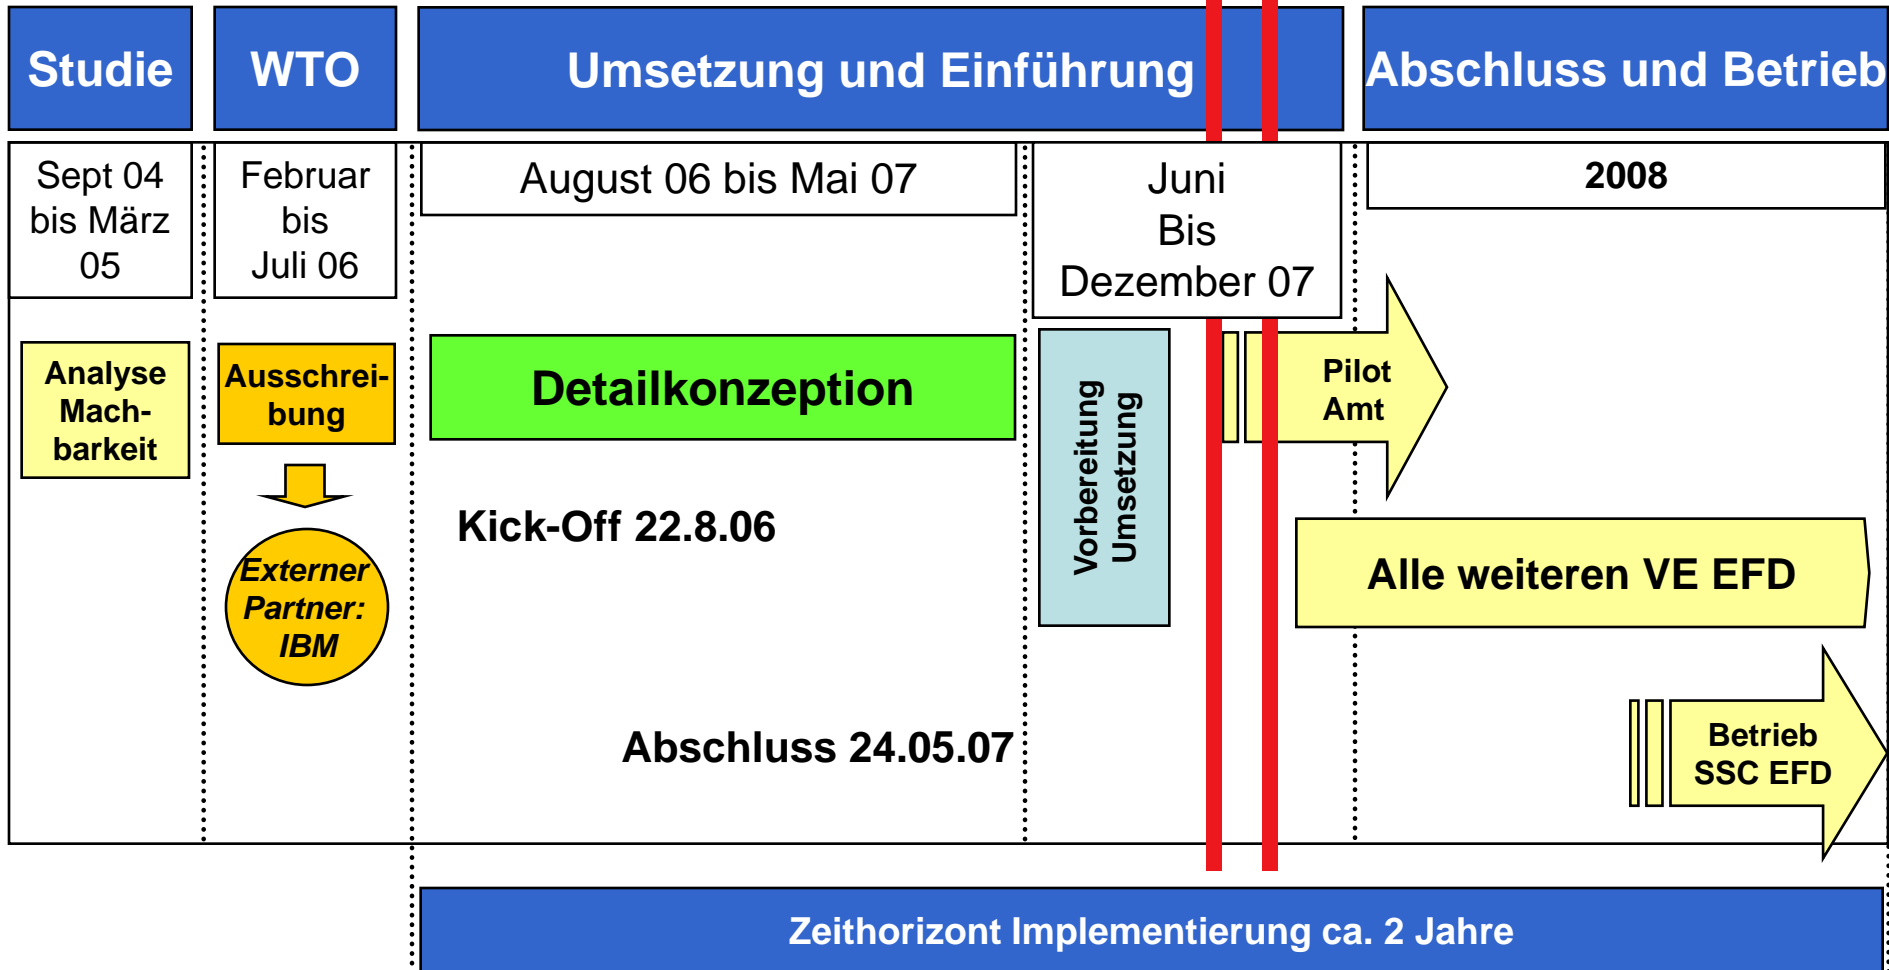 Studie
WTO
Umsetzung und Einführung
Abschluss und Betrieb
Sept 04
bis März
05
Februar
bis
Juli 06
August 06 bis Mai 07
Juni
Bis
Dezember 07
2008
Analyse
Mach-
barkeit
Ausschrei-
bung
Externer
Partner:
IBM
Detailkonzeption
Kick-Off 22.8.06
Abschluss 24.05.07
Vorbereitung
Umsetzung
Pilot
Amt
Alle weiteren VE EFD
Betrieb
SSC EFD
Zeithorizont Implementierung ca. 2 Jahre